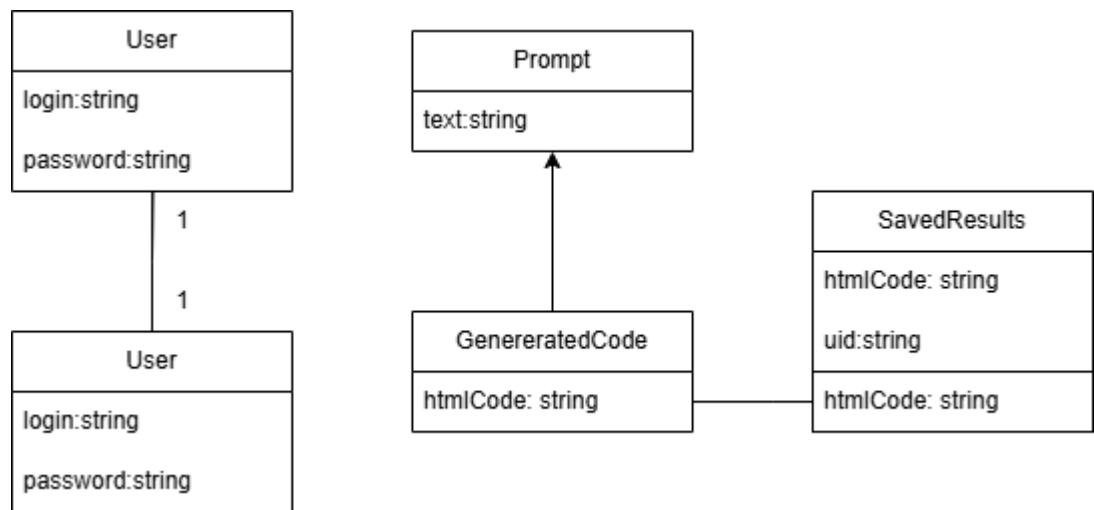 User
login:string
password:string
1
1
User
login:string
password:string
Prompt
text:string
GenereratedCode
htmlCode: string
SavedResults
htmlCode: string
uid:string
htmlCode: string